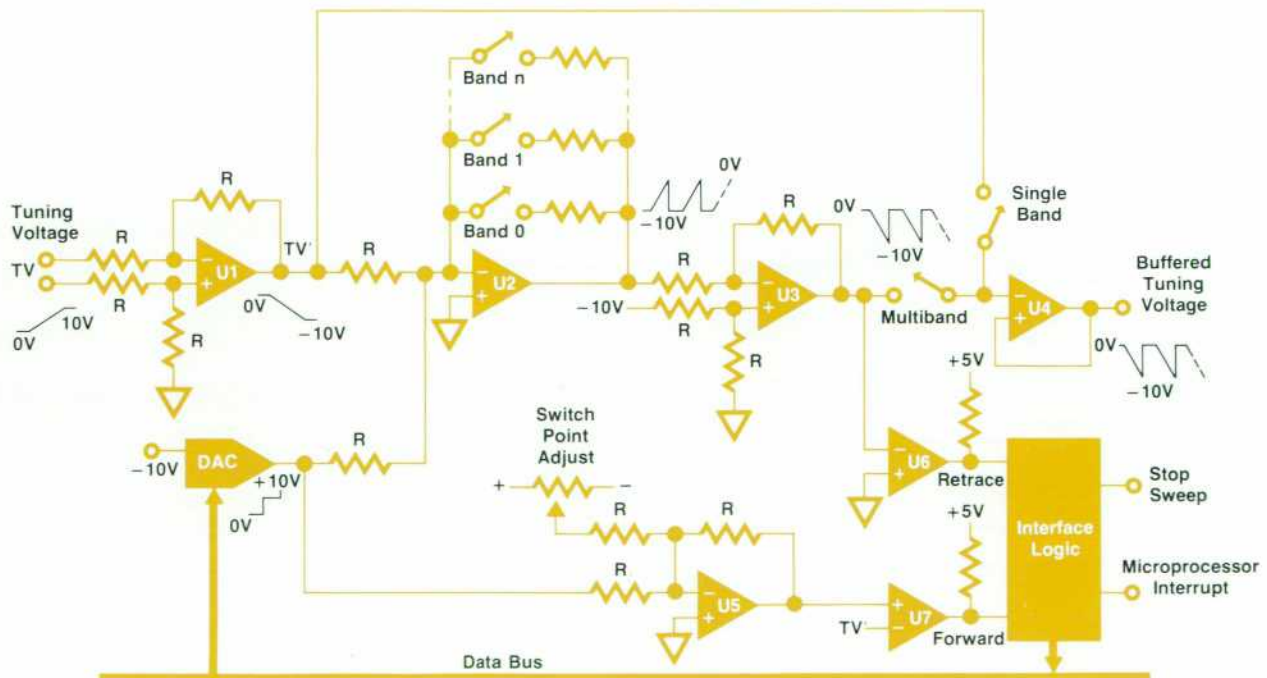 Band n
Band 1
Band 0
R
Tuning
Voltage
TV
0V
10V
R
R
R
U1
TV'
0V
−10V
R
U2
0V
−10V
R
R
−10V
R
R
U3
0V
−10V
Multiband
Single
Band
U4
Buffered
Tuning
Voltage
0V
−10V
−10V
DAC
+10V
0V
R
Switch
Point
Adjust
+
−
R
R
R
U5
TV'
U6
Retrace
+5V
U7
Forward
+5V
Interface
Logic
Stop
Sweep
Microprocessor
Interrupt
Data Bus